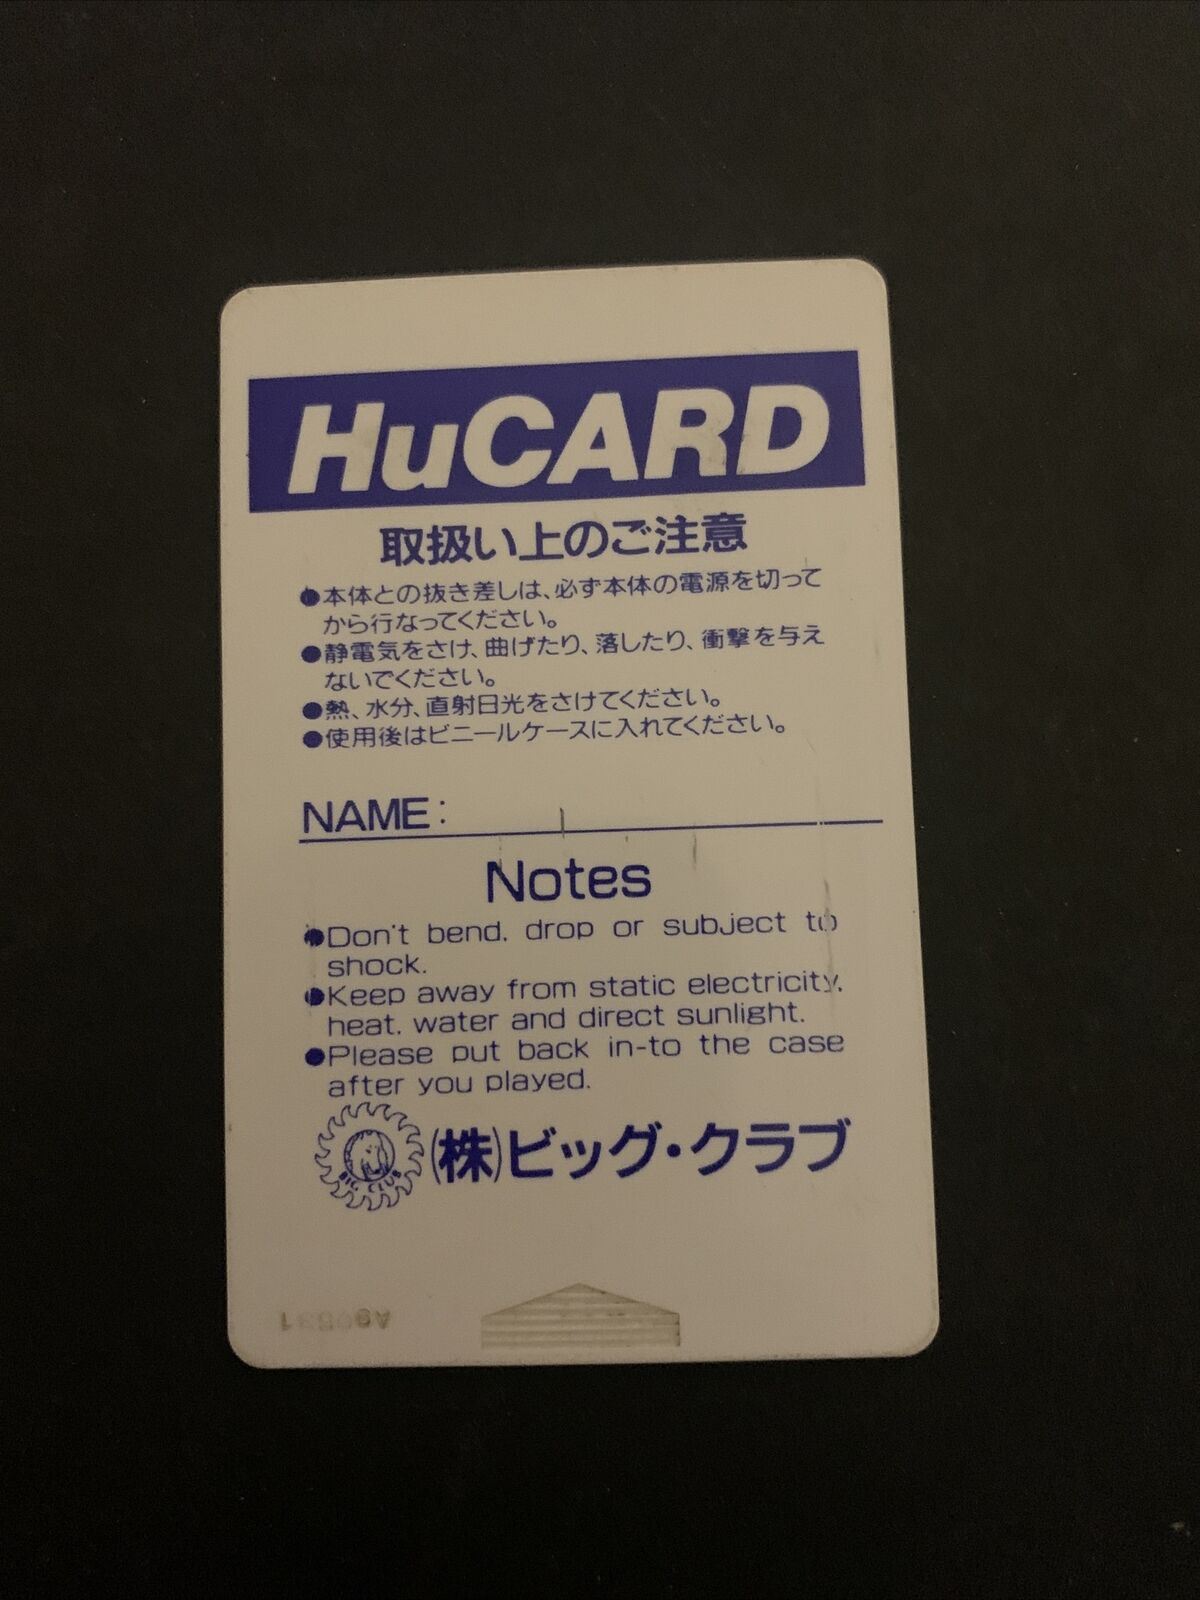 HuCARD
取扱い上のご注意
●本体との抜き差しは、必ず本体の電源を切って
から行なってください。
●静電気をさけ、曲げたり、落したり、衝撃を与え
ないでください。
●熱、水分、直射日光をさけてください。
●使用後はビニールケースに入れてください。
NAME:
Notes
●Don't bend, drop or subject to
shock.
●Keep away from static electricity,
heat, water and direct sunlight.
●Please put back in-to the case
after you played.
BIG CLUB
(株)ビッグ・クラブ